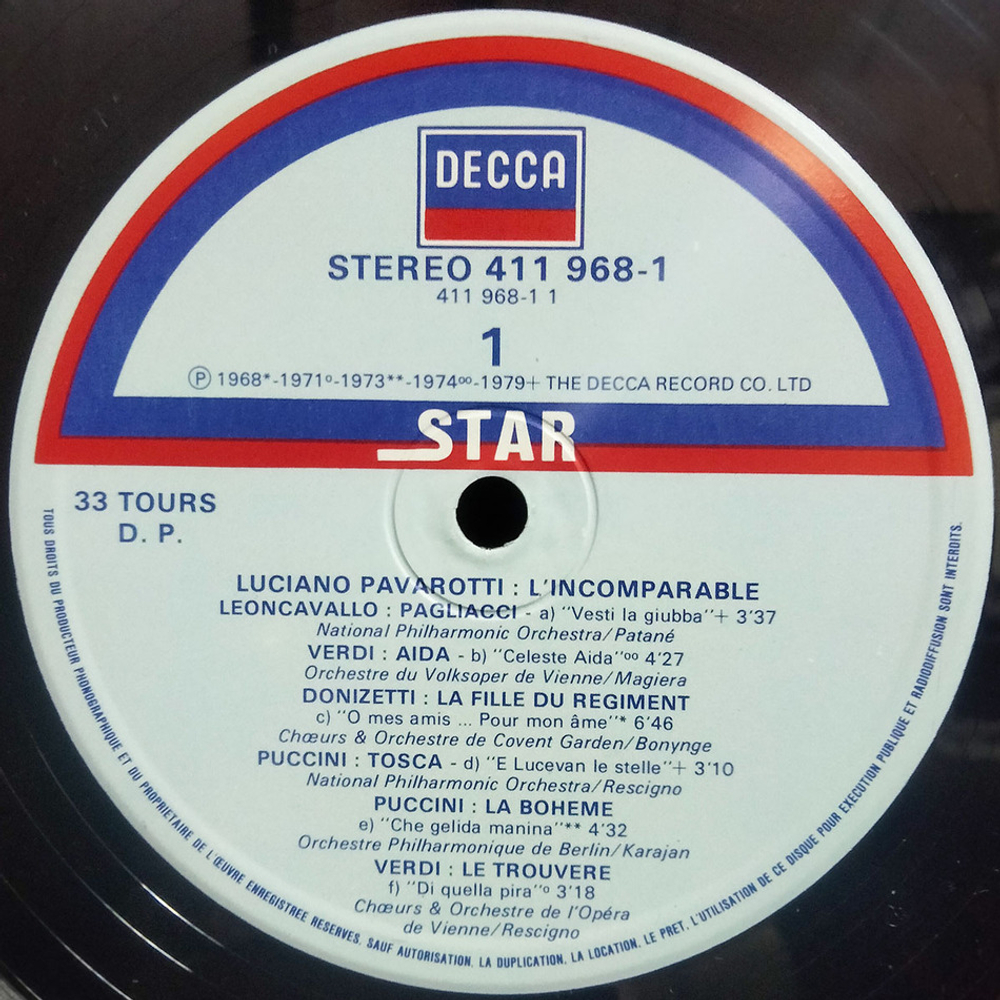 DECCA
STEREO 411 968-1
411 968-1 1
1
Ⓟ 1968*-1971º-1973**-1974ºº-1979+ THE DECCA RECORD CO. LTD
STAR
33 TOURS
D. P.
LUCIANO PAVAROTTI : L'INCOMPARABLE
LEONCAVALLO : PAGLIACCI - a) "Vesti la giubba"+ 3'37
National Philharmonic Orchestra/Patané
VERDI : AIDA - b) "Celeste Aida"ºº 4'27
Orchestre du Volksoper de Vienne/Magiera
DONIZETTI : LA FILLE DU REGIMENT
c) "O mes amis ... Pour mon âme"* 6'46
Chœurs & Orchestre de Covent Garden/Bonynge
PUCCINI : TOSCA - d) "E Lucevan le stelle"+ 3'10
National Philharmonic Orchestra/Rescigno
PUCCINI : LA BOHEME
e) "Che gelida manina"** 4'32
Orchestre Philharmonique de Berlin/Karajan
VERDI : LE TROUVERE
f) "Di quella pira"º 3'18
Chœurs & Orchestre de l'Opéra
de Vienne/Rescigno
TOUS DROITS DU PRODUCTEUR PHONOGRAPHIQUE ET DU PROPRIETAIRE DE L'ŒUVRE ENREGISTREE RESERVES. SAUF AUTORISATION, LA DUPLICATION, LA LOCATION, LE PRET, L'UTILISATION DE CE DISQUE POUR EXECUTION PUBLIQUE ET RADIODIFFUSION SONT INTERDITS.